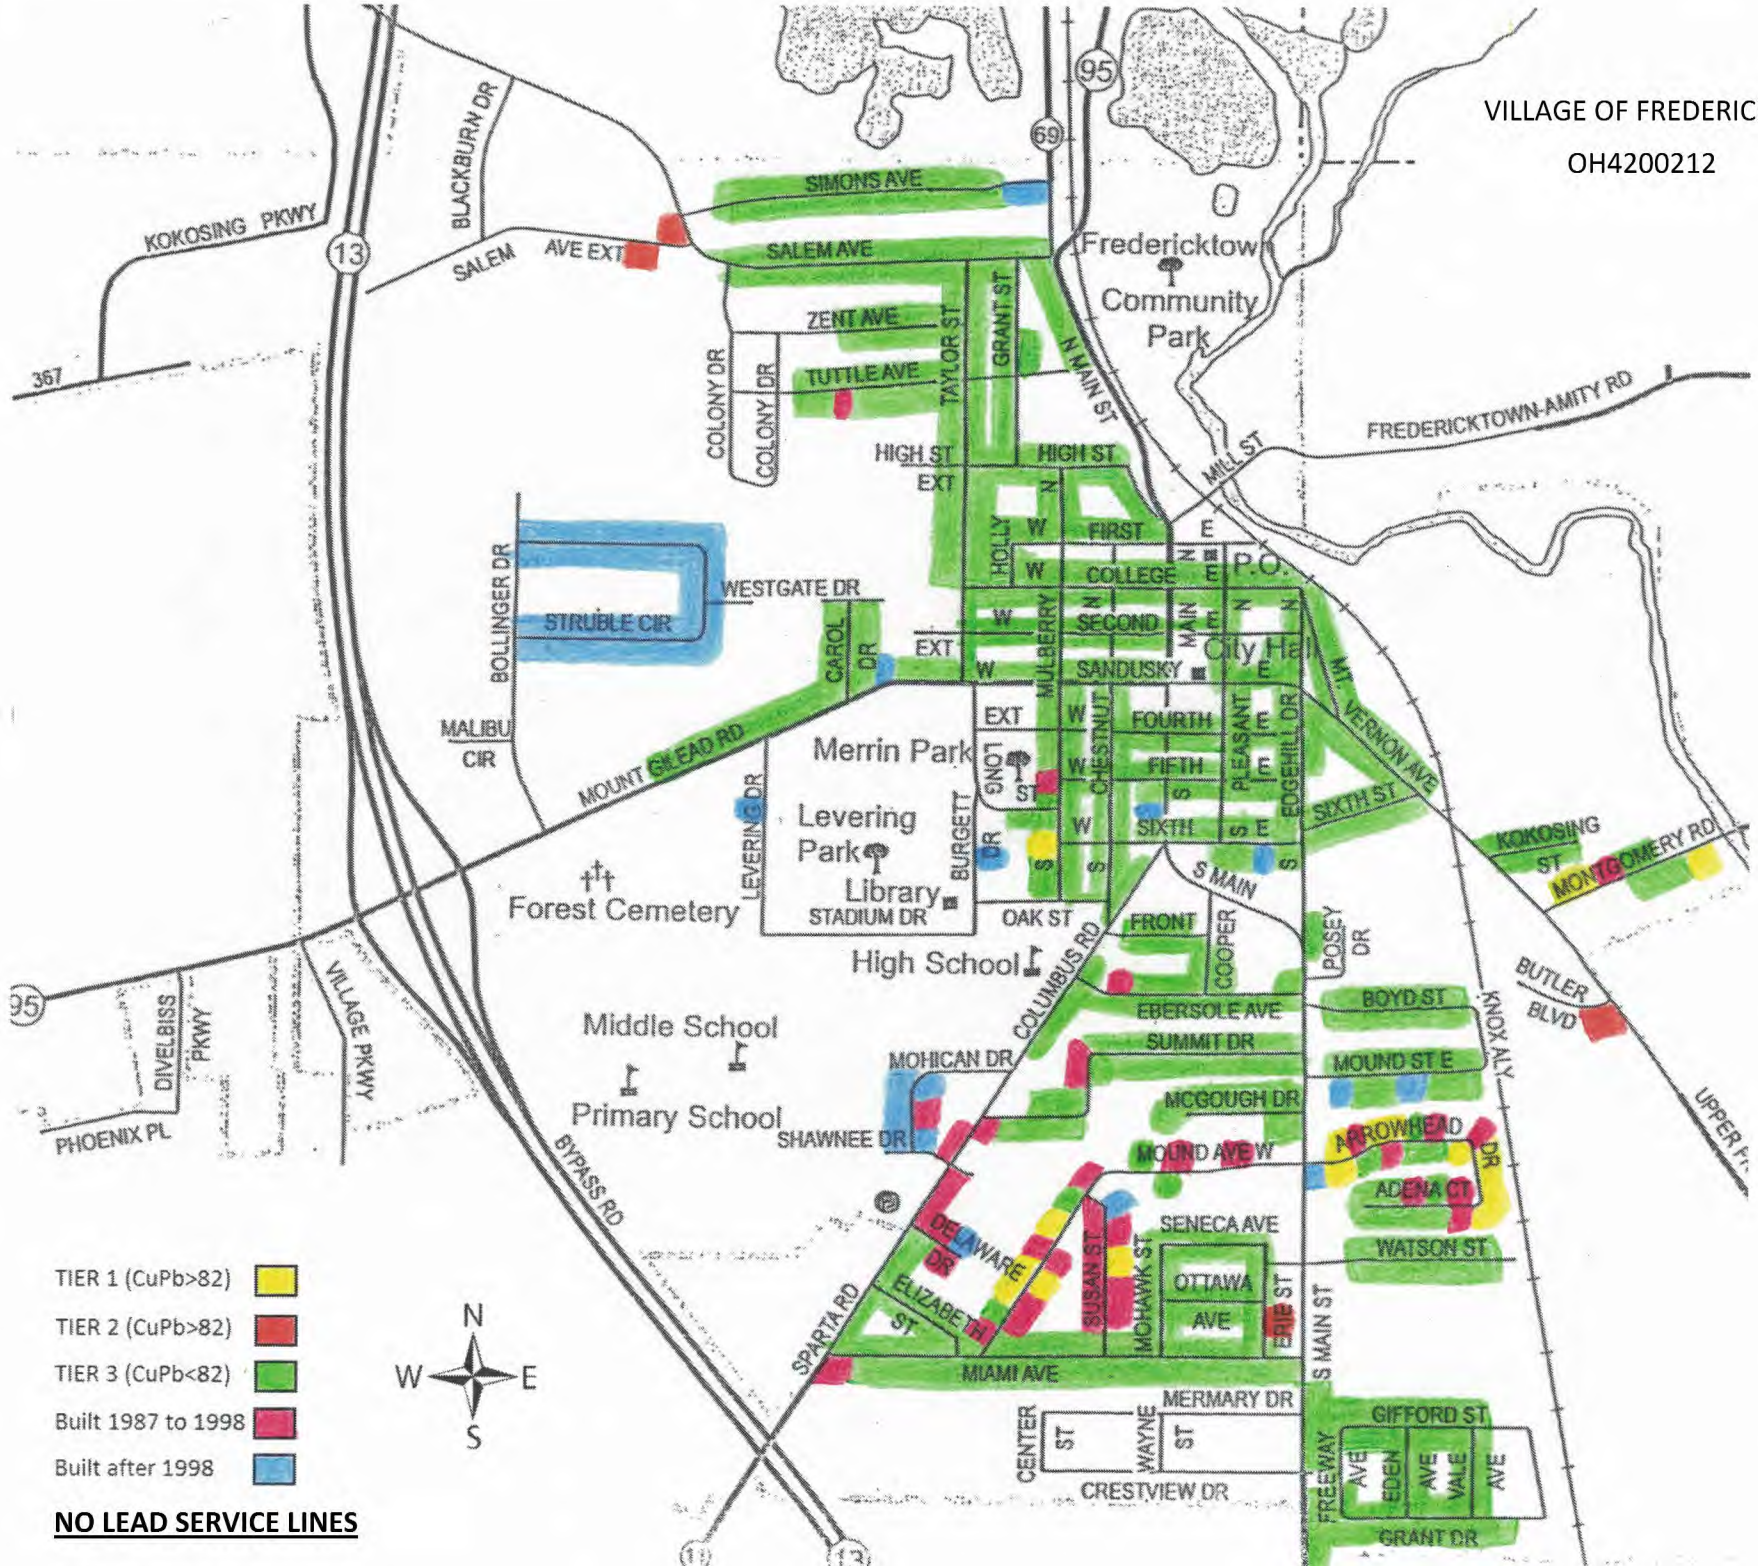 95
VILLAGE OF FREDERIC
OH4200212
69
BLACKBURN DR
SIMONS AVE
KOKOSING PKWY
13
SALEM
AVE EXT
SALEM AVE
Fredericktow
Community
Park
ZENT AVE
TAYLOR ST
GRANT ST
N MAIN ST
367
COLONY DR
COLONY DR
TUTTLE AVE
FREDERICKTOWN-AMITY RD
HIGH ST
EXT
HIGH ST
MILL ST
N
HOLLY
W
FIRST
E
BOLLINGER DR
W
COLLEGE
N
E
P.O.
WESTGATE DR
STRUBLE CIR
CAROL
DR
W
MULBERRY
N
SECOND
MAIN
E
N
N
EXT
W
SANDUSKY
City Hall
E
MT. VERNON AVE
MALIBU
CIR
EXT
W
CHESTNUT
FOURTH
PLEASANT
E
EDGEHILL DR
MOUNT GILEAD RD
Merrin Park
LONG
ST
W
FIFTH
E
S
LEVERING DR
Levering
Park
BURGETT
DR
W
SIXTH
S
E
SIXTH ST
S
S
S
KOKOSING
ST
MONTGOMERY RD
Forest Cemetery
Library
STADIUM DR
OAK ST
S MAIN
FRONT
COOPER
POSEY
DR
High School
COLUMBUS RD
95
DIVELBISS
PKWY
VILLAGE PKWY
EBERSOLE AVE
BOYD ST
KNOX ALY
BUTLER
BLVD
Middle School
SUMMIT DR
MOHICAN DR
MOUND ST E
Primary School
MCGOUGH DR
UPPER F
PHOENIX PL
SHAWNEE DR
BYPASS RD
MOUND AVE W
ARROWHEAD
DR
ADENA CT
DELAWARE
DR
SUSAN ST
MOHAWK ST
SENECA AVE
WATSON ST
TIER 1 (CuPb>82)
ELIZABETH
ST
OTTAWA
AVE
ERIE ST
S MAIN ST
TIER 2 (CuPb>82)
N
SPARTA RD
TIER 3 (CuPb<82)
W
E
MIAMI AVE
Built 1987 to 1998
S
MERMARY DR
CENTER
ST
WAYNE
ST
GIFFORD ST
Built after 1998
FREEWAY
AVE
EDEN
AVE
VALE
AVE
CRESTVIEW DR
NO LEAD SERVICE LINES
GRANT DR
13